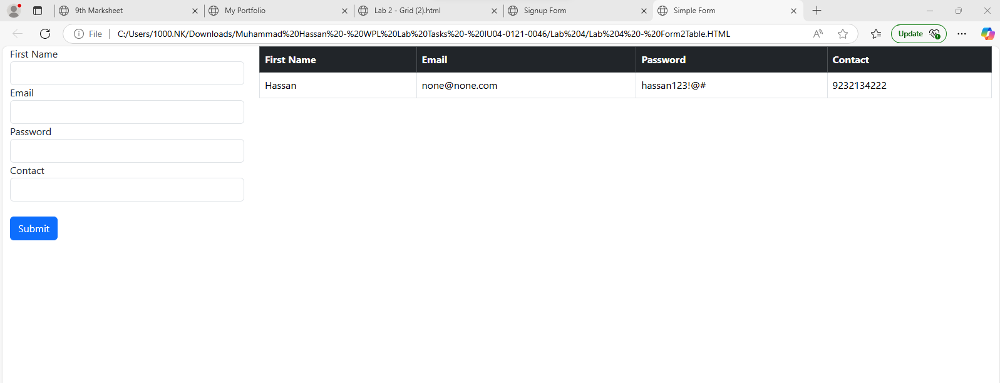 9th Marksheet
My Portfolio
Lab 2 - Grid (2).html
Signup Form
Simple Form
File
C:/Users/1000.NK/Downloads/Muhammad%20Hassan%20-%20WPL%20Lab%20Tasks%20-%20IU04-0121-0046/Lab%204/Lab%204%20-%20Form2Table.HTML
Update
First Name
Email
Password
Contact
Submit
First Name Email Password Contact
Hassan none@none.com hassan123!@# 9232134222